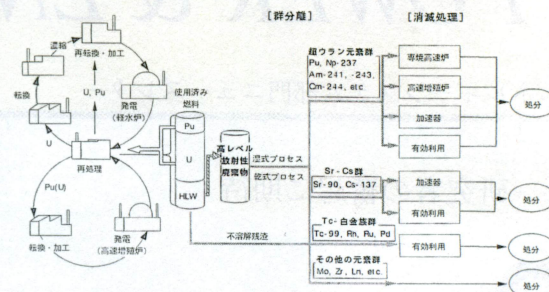 [群分離]
[消滅処理]
濃縮
再転換・加工
転換
U, Pu
発電
(軽水炉)
U
再処理
Pu(U)
転換・加工
発電
(高速増殖炉)
使用済み
燃料
Pu
U
HLW
高レベル
放射性
廃棄物
湿式プロセス
乾式プロセス
不溶解残渣
超ウラン元素群
Pu, Np-237
Am-241, -243,
Cm-244, etc.
専焼高速炉
高速増殖炉
加速器
有効利用
処分
Sr-Cs群
Sr-90, Cs-137
加速器
有効利用
処分
Tc-白金族群
Tc-99, Rh, Ru, Pd
有効利用
処分
その他の元素群
Mo, Zr, Ln, etc.
処分